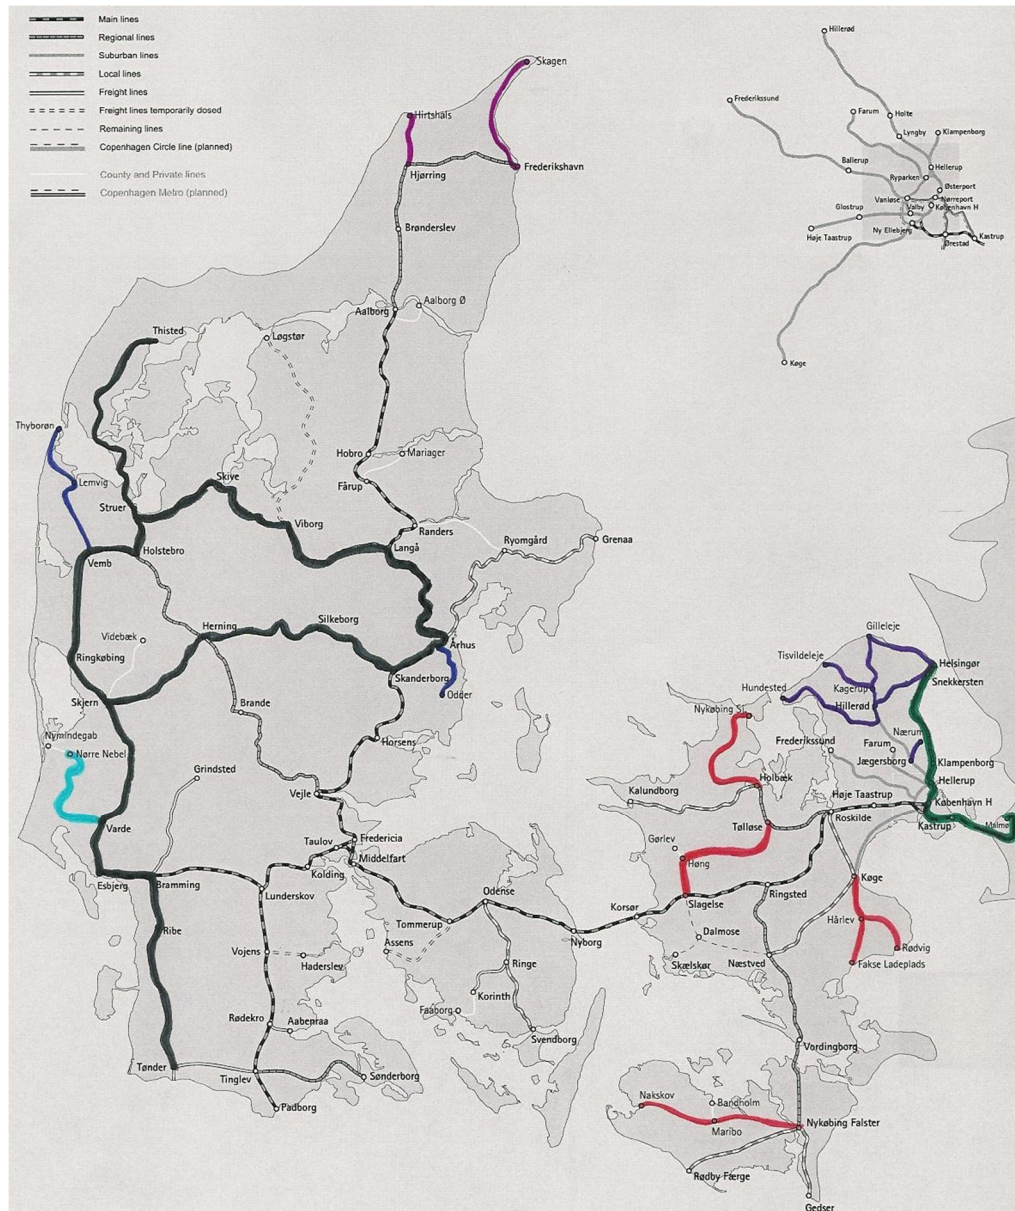 Main lines
Regional lines
Suburban lines
Local lines
Freight lines
Freight lines temporarily dosed
Remaining lines
Copenhagen Circle line (planned)
County and Private lines
Copenhagen Metro (planned)
Hillerød
Frederikssund
Farum
Holte
Lyngby
Klampenborg
Ballerup
Hellerup
Ryparken
Østerport
Vanløse
Nørreport
Glostrup
Valby
København H
Ny Ellebjerg
Høje Taastrup
Ørestad
Kastrup
Køge
Skagen
Hirtshals
Hjørring
Frederikshavn
Brønderslev
Aalborg
Aalborg Ø
Thisted
Løgstør
Thyborøn
Hobro
Mariager
Lemvig
Skive
Fårup
Struer
Viborg
Randers
Langå
Ryomgård
Grenaa
Vemb
Holstebro
Videbæk
Herning
Silkeborg
Århus
Ringkøbing
Skanderborg
Odder
Skjern
Brande
Nymindegab
Nørre Nebel
Horsens
Grindsted
Vejle
Varde
Taulov
Fredericia
Middelfart
Esbjerg
Bramming
Lunderskov
Kolding
Odense
Ribe
Tommerup
Nyborg
Korsør
Vojens
Haderslev
Assens
Ringe
Korinth
Faaborg
Rødekro
Aabenraa
Svendborg
Tønder
Tinglev
Sønderborg
Padborg
Gilleleje
Tisvildeleje
Helsingør
Snekkersten
Hundested
Kagerup
Hillerød
Nykøbing Sj.
Nærum
Frederikssund
Farum
Jægersborg
Klampenborg
Hellerup
Kalundborg
Holbæk
Høje Taastrup
København H
Roskilde
Kastrup
Malmø
Tølløse
Gørlev
Høng
Slagelse
Ringsted
Køge
Hårlev
Dalmose
Rødvig
Skælskør
Næstved
Fakse Ladeplads
Vordingborg
Nakskov
Bandholm
Maribo
Nykøbing Falster
Rødby Færge
Gedser